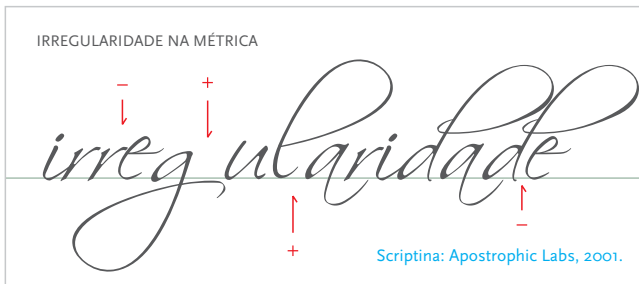 IRREGULARIDADE NA MÉTRICA
– +
irregularidade
+ –
Scriptina: Apostrophic Labs, 2001.